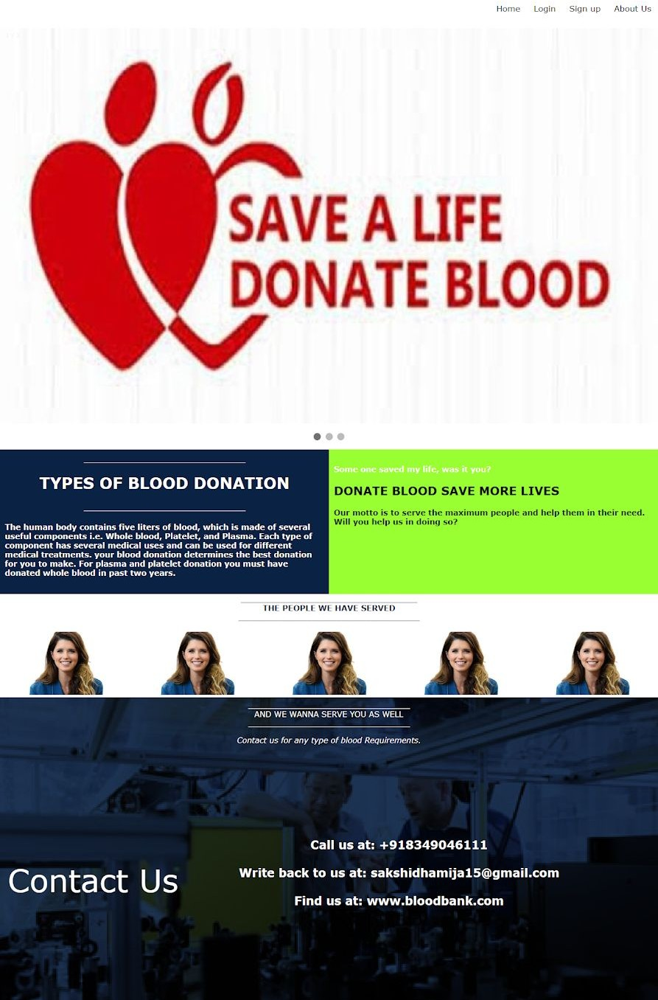 Home Login Sign up About Us
SAVE A LIFE
DONATE BLOOD
TYPES OF BLOOD DONATION
The human body contains five liters of blood, which is made of several
useful components i.e. Whole blood, Platelet, and Plasma. Each type of
component has several medical uses and can be used for different
medical treatments. your blood donation determines the best donation
for you to make. For plasma and platelet donation you must have
donated whole blood in past two years.
Some one saved my life, was it you?
DONATE BLOOD SAVE MORE LIVES
Our motto is to serve the maximum people and help them in their need.
Will you help us in doing so?
THE PEOPLE WE HAVE SERVED
AND WE WANNA SERVE YOU AS WELL
Contact us for any type of blood Requirements.
Contact Us
Call us at: +918349046111
Write back to us at: sakshidhamija15@gmail.com
Find us at: www.bloodbank.com